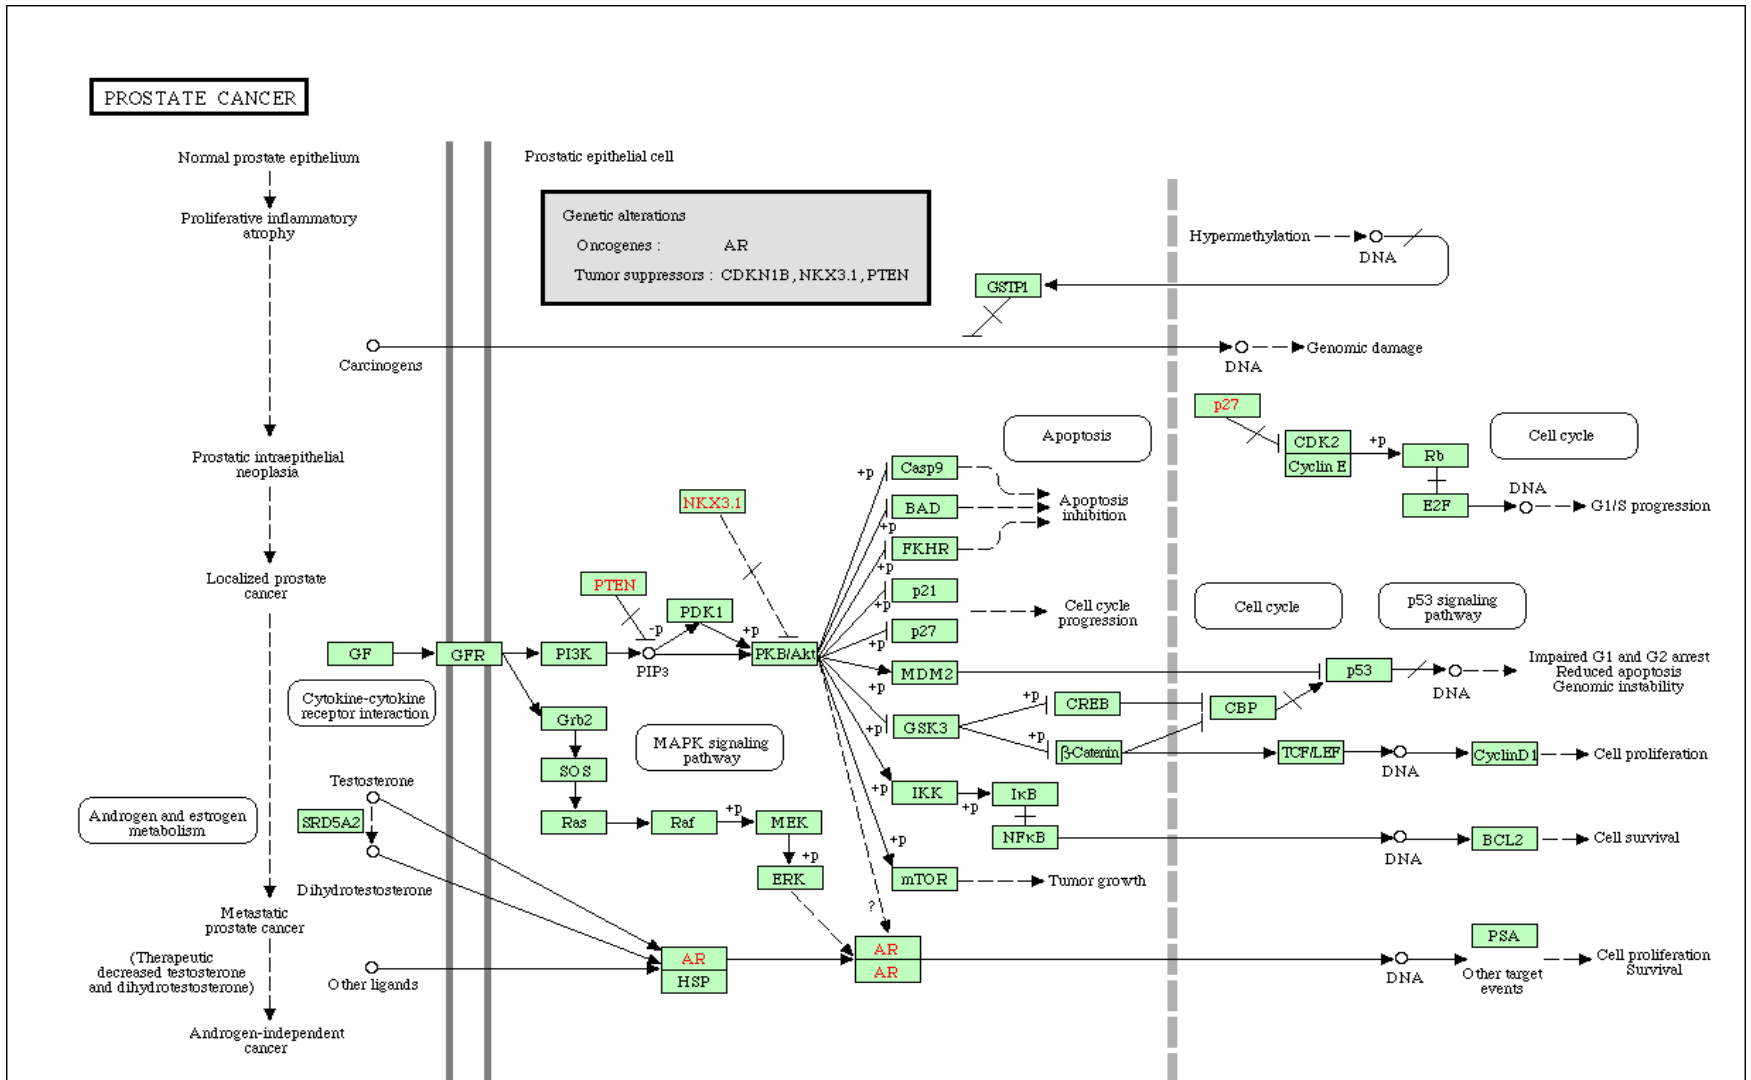 PROSTATE CANCER
Normal prostate epithelium
Proliferative inflammatory
atrophy
Prostatic intraepithelial
neoplasia
Localized prostate
cancer
Metastatic
prostate cancer
(Therapeutic
decreased testosterone
and dihydrotestosterone)
Androgen-independent
cancer
Androgen and estrogen
metabolism
Prostatic epithelial cell
Genetic alterations
Oncogenes : AR
Tumor suppressors : CDKN1B, NKX3.1, PTEN
Hypermethylation
DNA
GSTP1
Carcinogens
DNA
Genomic damage
p27
CDK2
Cyclin E
+p
Rb
E2F
Cell cycle
DNA
G1/S progression
Apoptosis
Casp9
BAD
FKHR
p21
p27
MDM2
GSK3
IKK
mTOR
+p
+p
+p
+p
+p
+p
+p
+p
+p
?
Apoptosis
inhibition
Cell cycle
progression
NKX3.1
PTEN
-p
PDK1
+p
GF
GFR
PI3K
PIP3
PKB/Akt
Cytokine-cytokine
receptor interaction
Grb2
SOS
Ras
Raf
+p
MEK
+p
ERK
MAPK signaling
pathway
Cell cycle
p53 signaling
pathway
p53
DNA
Impaired G1 and G2 arrest
Reduced apoptosis
Genomic instability
+p
CREB
CBP
+p
β-Catenin
TCF/LEF
DNA
CyclinD1
Cell proliferation
+p
IκB
NFκB
DNA
BCL2
Cell survival
Tumor growth
Testosterone
SRD5A2
Dihydrotestosterone
Other ligands
AR
HSP
AR
AR
DNA
PSA
Other target
events
Cell proliferation
Survival